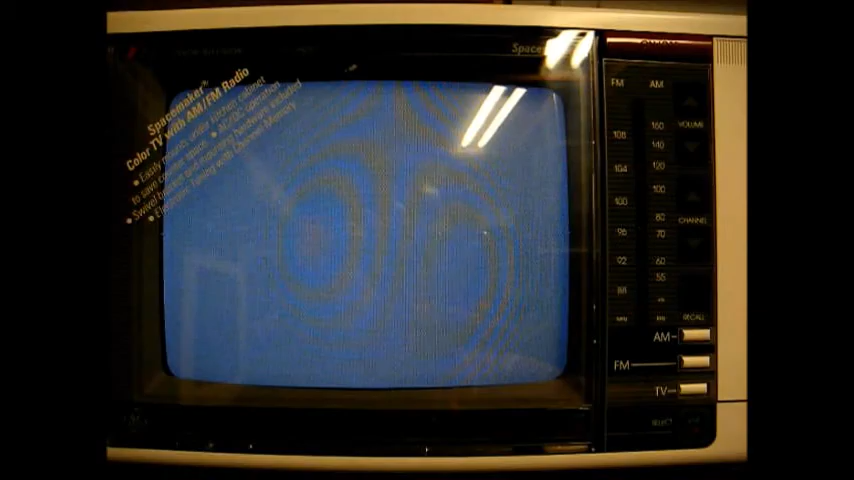 Spacemaker™
Color TV with AM/FM Radio
• Easily mounts under kitchen cabinet
to save counter space • AC/DC operation
• Swivel bracket and mounting hardware included
• Electronic Tuning with Channel Memory
FM AM
VOLUME
108 160
140
104 120
100 100
CHANNEL
96 80
70
92 60
88 55
RECALL
AM
FM
TV
SELECT